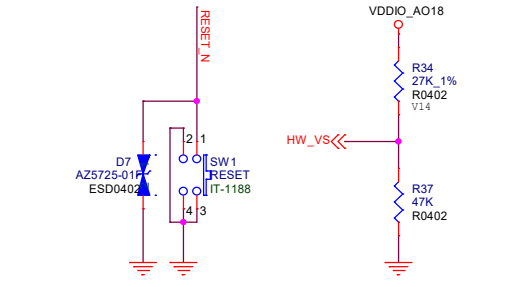 RESET_N
VDDIO_AO18
R34
27K_1%
R0402
V14
HW_VS
2 1
D7
AZ5725-01F
ESD0402
SW1
RESET
IT-1188
4 3
R37
47K
R0402